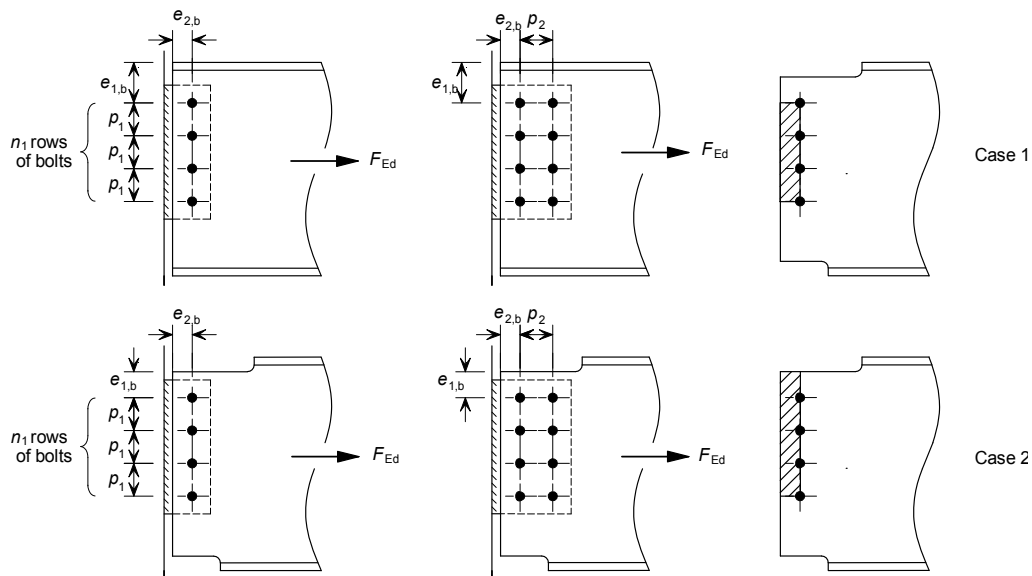 e2,b
e2,b p2
e1,b
e1,b
n1 rows
of bolts
p1
p1
p1
FEd
FEd
Case 1
e2,b
e2,b p2
e1,b
e1,b
n1 rows
of bolts
p1
p1
p1
FEd
FEd
Case 2